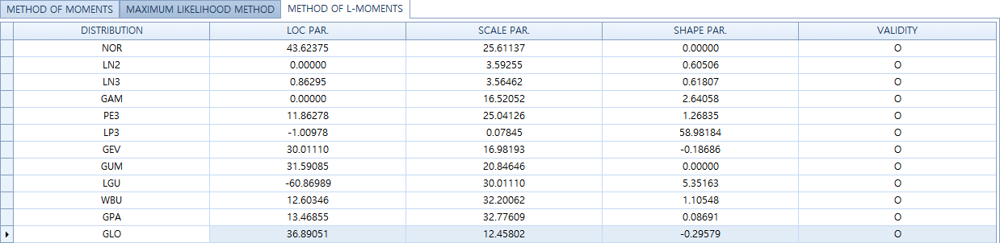 METHOD OF MOMENTS MAXIMUM LIKELIHOOD METHOD METHOD OF L-MOMENTS
DISTRIBUTION LOC PAR. SCALE PAR. SHAPE PAR. VALIDITY
NOR 43.62375 25.61137 0.00000 O
LN2 0.00000 3.59255 0.60506 O
LN3 0.86295 3.56462 0.61807 O
GAM 0.00000 16.52052 2.64058 O
PE3 11.86278 25.04126 1.26835 O
LP3 -1.00978 0.07845 58.98184 O
GEV 30.01110 16.98193 -0.18686 O
GUM 31.59085 20.84646 0.00000 O
LGU -60.86989 30.01110 5.35163 O
WBU 12.60346 32.20062 1.10548 O
GPA 13.46855 32.77609 0.08691 O
GLO 36.89051 12.45802 -0.29579 O